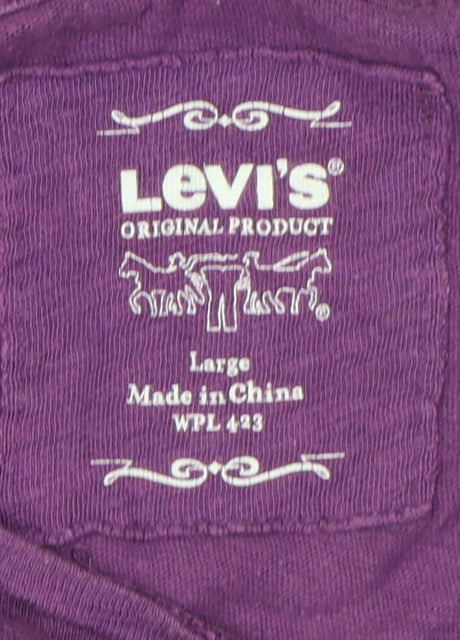 Levi's®
ORIGINAL PRODUCT
®
Large
Made in China
WPL 423